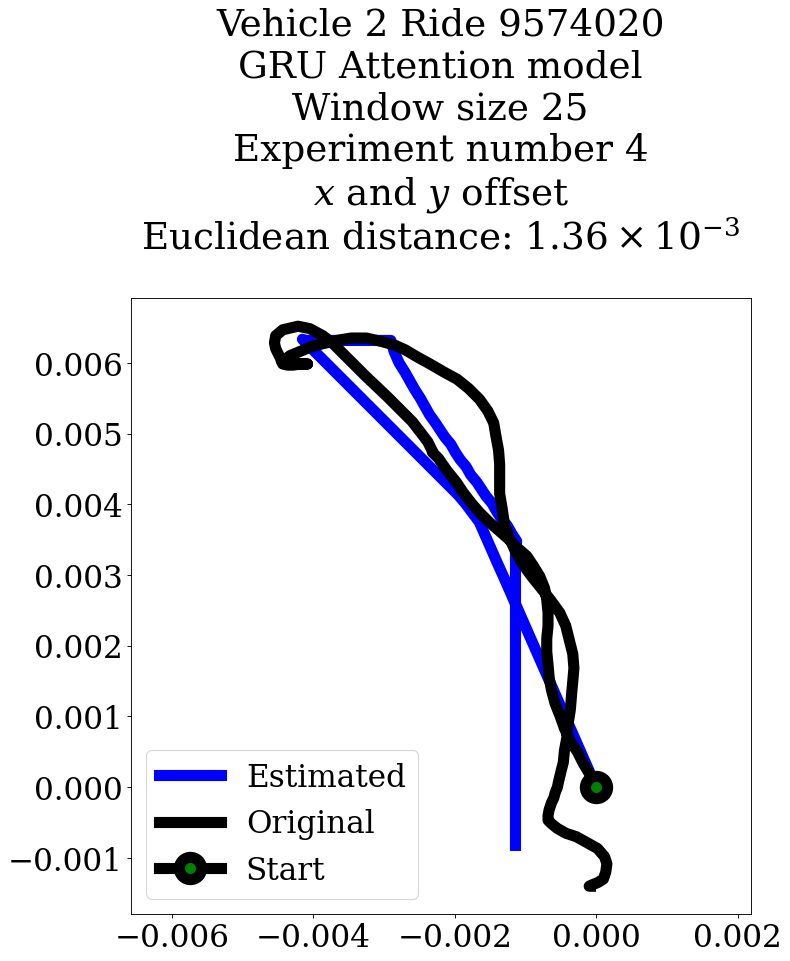 Vehicle 2 Ride 9574020
GRU Attention model
Window size 25
Experiment number 4
x and y offset
Euclidean distance: 1.36 × 10⁻³
0.006
0.005
0.004
0.003
0.002
0.001
0.000
−0.001
Estimated
Original
Start
−0.006 −0.004 −0.002 0.000 0.002